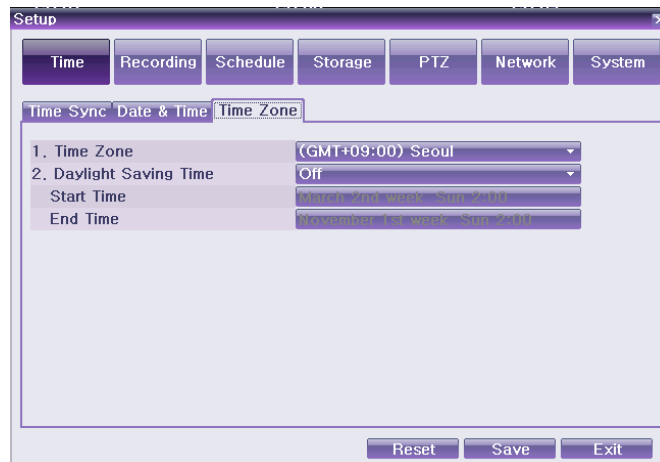 Setup
Time Recording Schedule Storage PTZ Network System
Time Sync Date & Time Time Zone
1. Time Zone (GMT+09:00) Seoul
2. Daylight Saving Time Off
Start Time March 2nd week Sun 2:00
End Time November 1st week Sun 2:00
Reset Save Exit